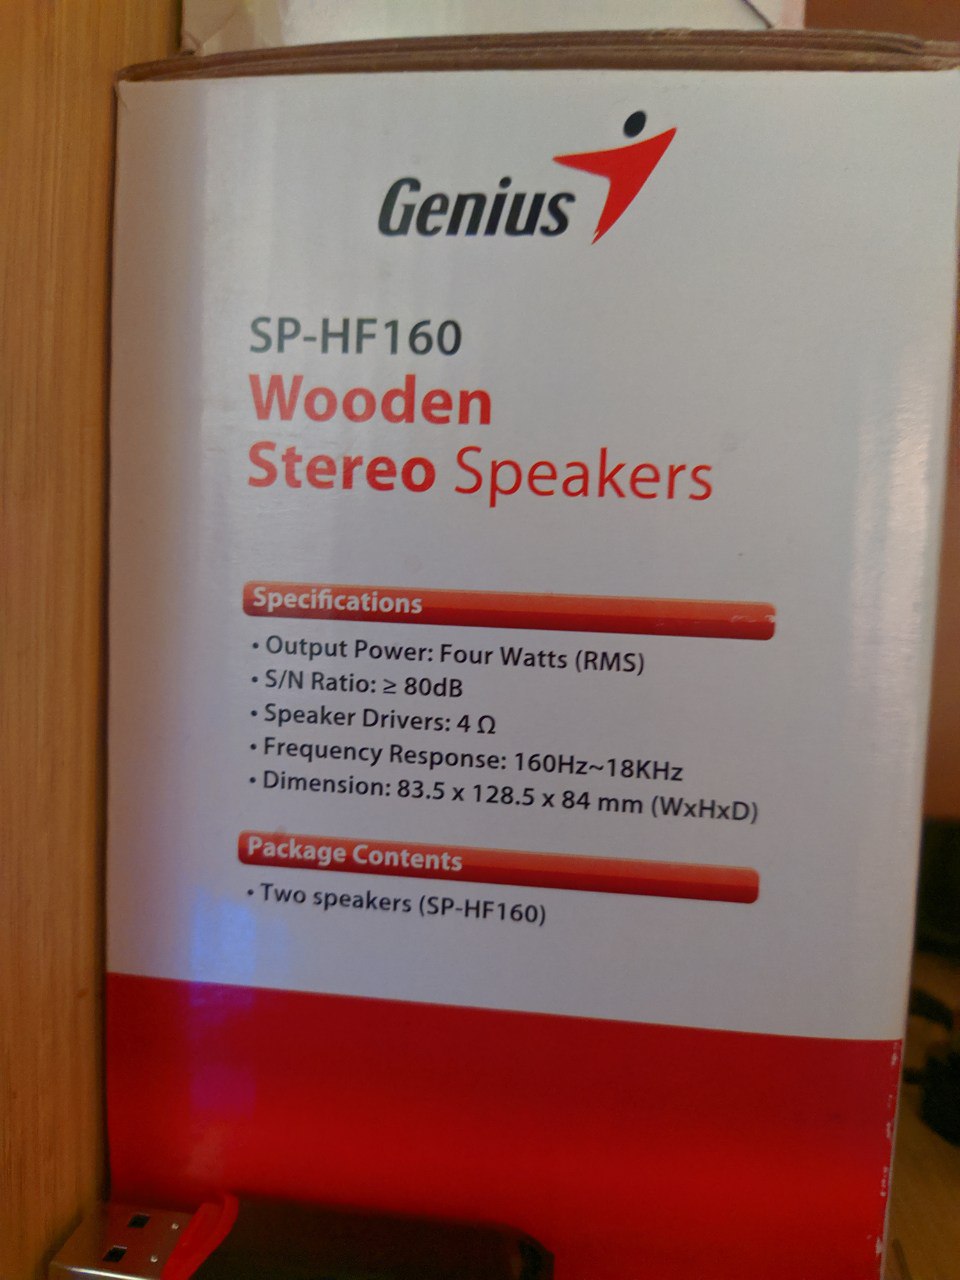 Genius
SP-HF160
Wooden
Stereo Speakers
Specifications
• Output Power: Four Watts (RMS)
• S/N Ratio: ≥ 80dB
• Speaker Drivers: 4 Ω
• Frequency Response: 160Hz~18KHz
• Dimension: 83.5 x 128.5 x 84 mm (WxHxD)
Package Contents
• Two speakers (SP-HF160)